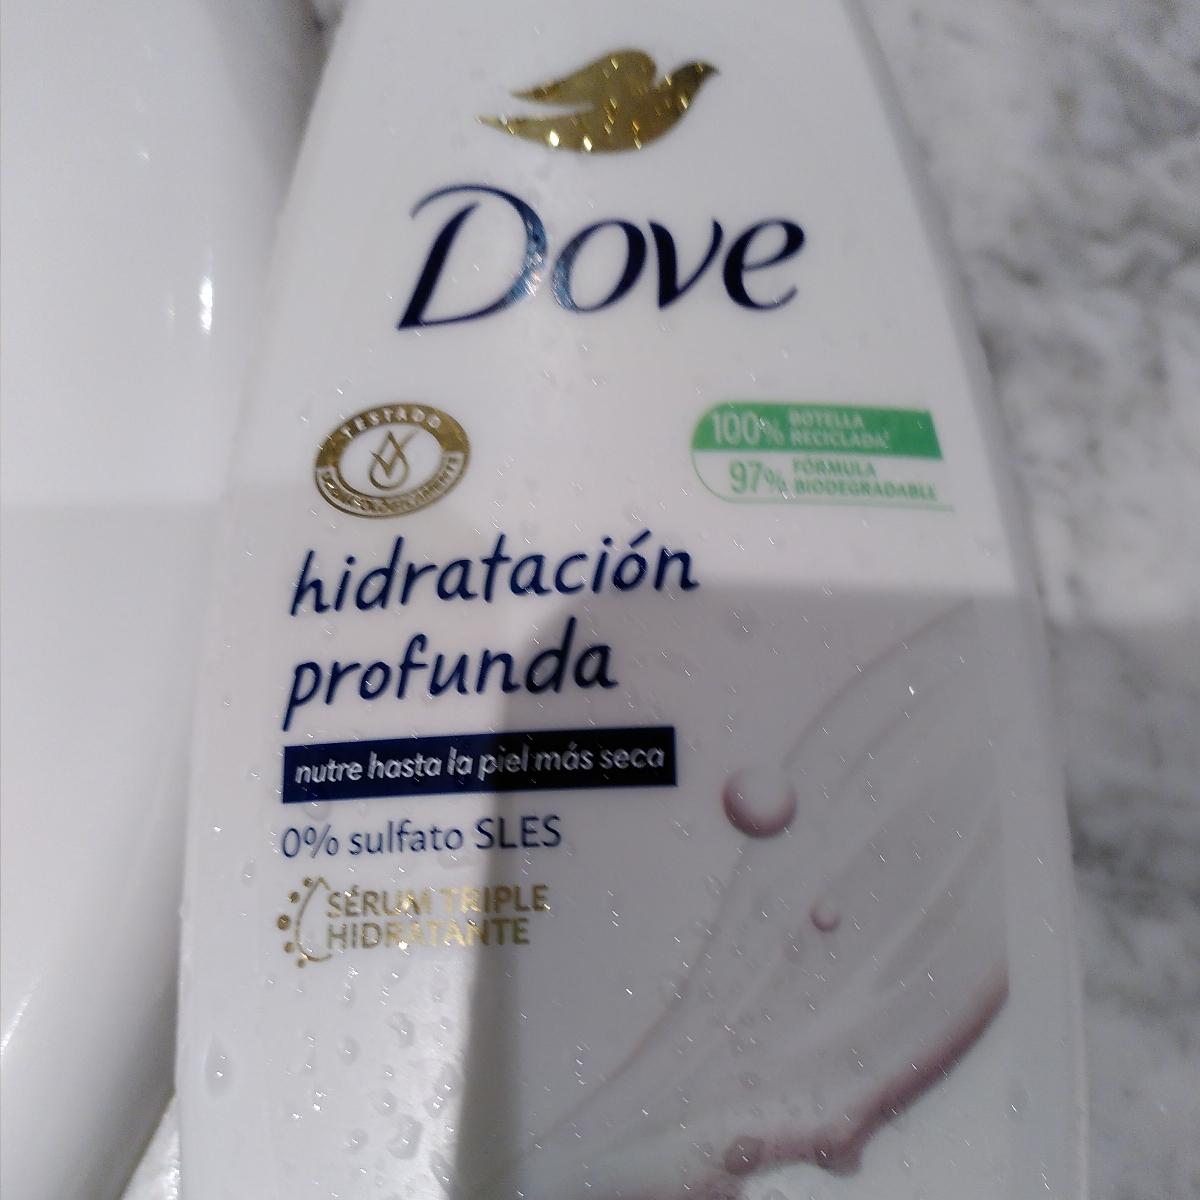 Dove
TESTADO
DERMATOLÓGICAMENTE
100% BOTELLA
RECICLADA
97% FÓRMULA
BIODEGRADABLE
hidratación
profunda
nutre hasta la piel más seca
0% sulfato SLES
SÉRUM TRIPLE
HIDRATANTE